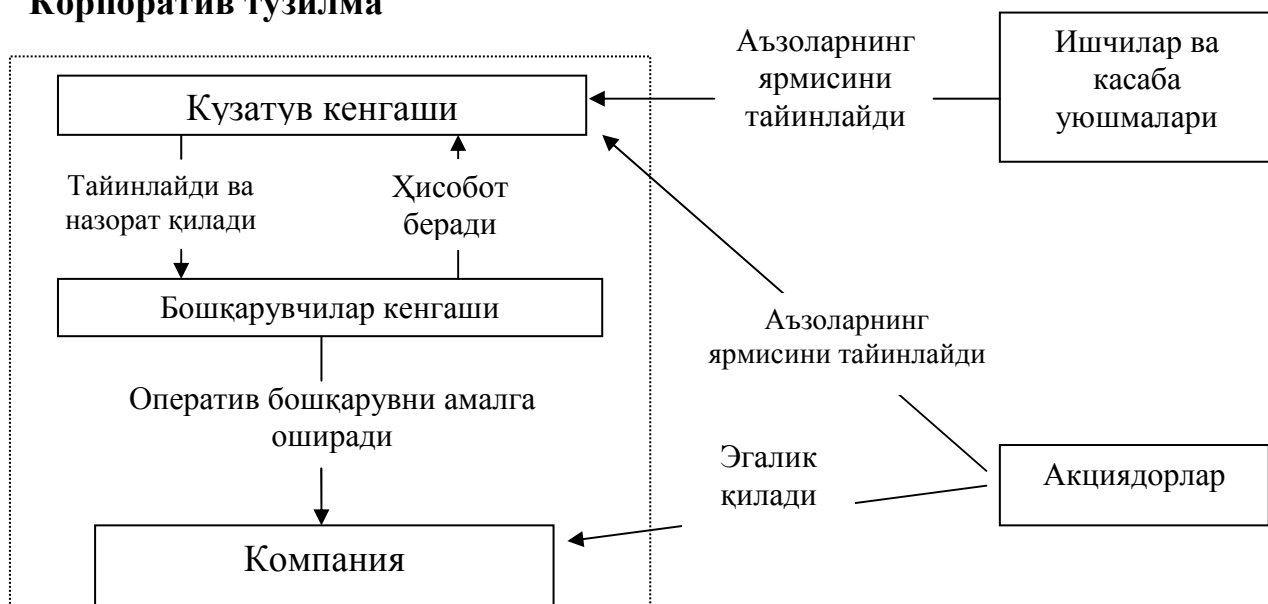 Корпоратив тузилма
Аъзоларнинг
ярмисини
тайинлайди
Ишчилар ва
касаба
уюшмалари
Кузатув кенгаши
Тайинлайди ва
назорат қилади
Ҳисобот
беради
Бошқарувчилар кенгаши
Аъзоларнинг
ярмисини тайинлайди
Оператив бошқарувни амалга
оширади
Эгалик
қилади
Акциядорлар
Компания